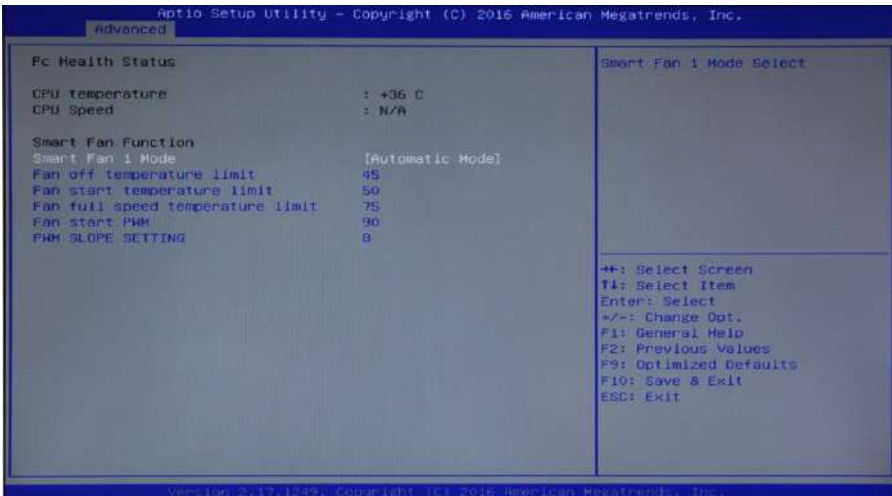 Aptio Setup Utility – Copyright (C) 2016 American Megatrends, Inc.
Advanced
Pc Health Status
CPU temperature : +36 C
CPU Speed : N/A
Smart Fan Function
Smart Fan 1 Mode [Automatic Mode]
Fan off temperature limit 45
Fan start temperature limit 50
Fan full speed temperature limit 75
Fan start PWM 90
PWM SLOPE SETTING 8
Smart Fan 1 Mode Select
→←: Select Screen
↑↓: Select Item
Enter: Select
+/-: Change Opt.
F1: General Help
F2: Previous Values
F9: Optimized Defaults
F10: Save & Exit
ESC: Exit
Version 2.17.1249. Copyright (C) 2016 American Megatrends, Inc.